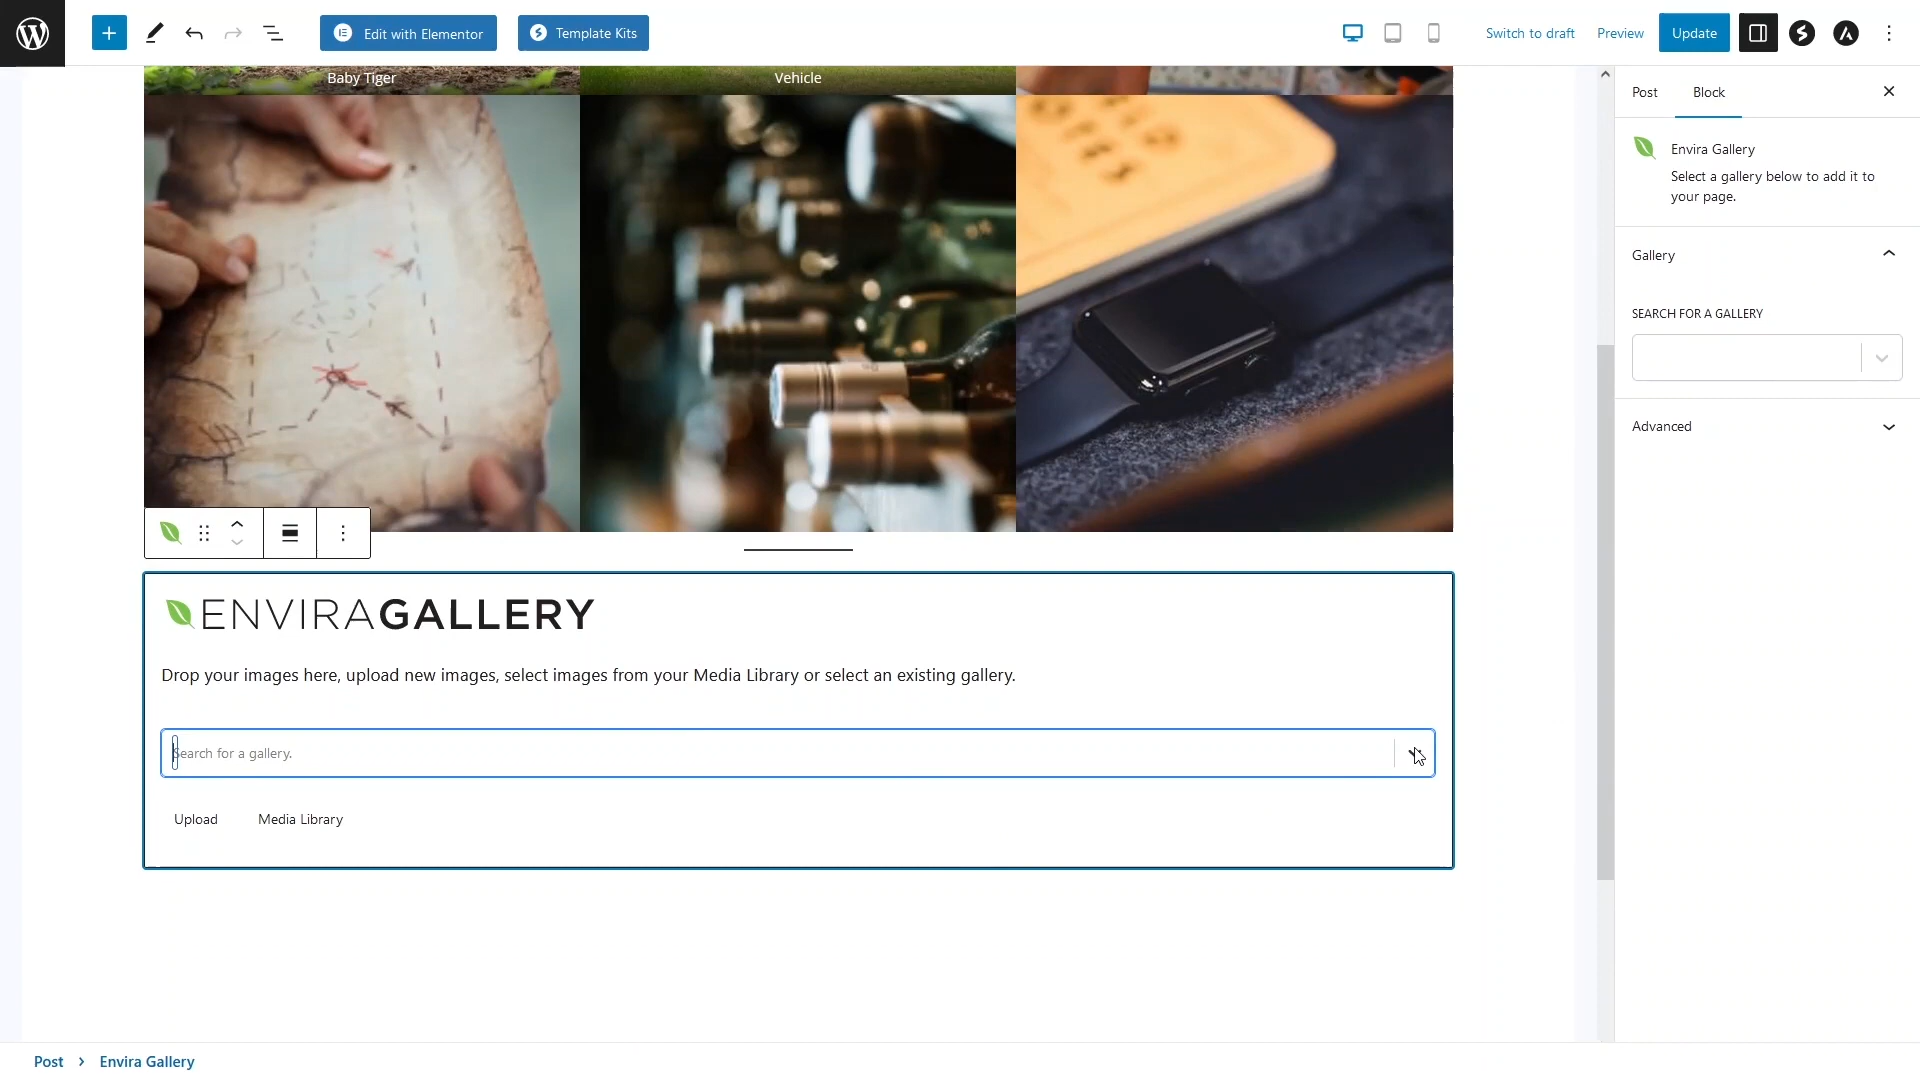 Edit with Elementor
Template Kits
Switch to draft
Preview
Update
Baby Tiger
Vehicle
ENVIRAGALLERY
Drop your images here, upload new images, select images from your Media Library or select an existing gallery.
Search for a gallery.
Upload
Media Library
Post
Block
Envira Gallery
Select a gallery below to add it to
your page.
Gallery
SEARCH FOR A GALLERY
Advanced
Post > Envira Gallery